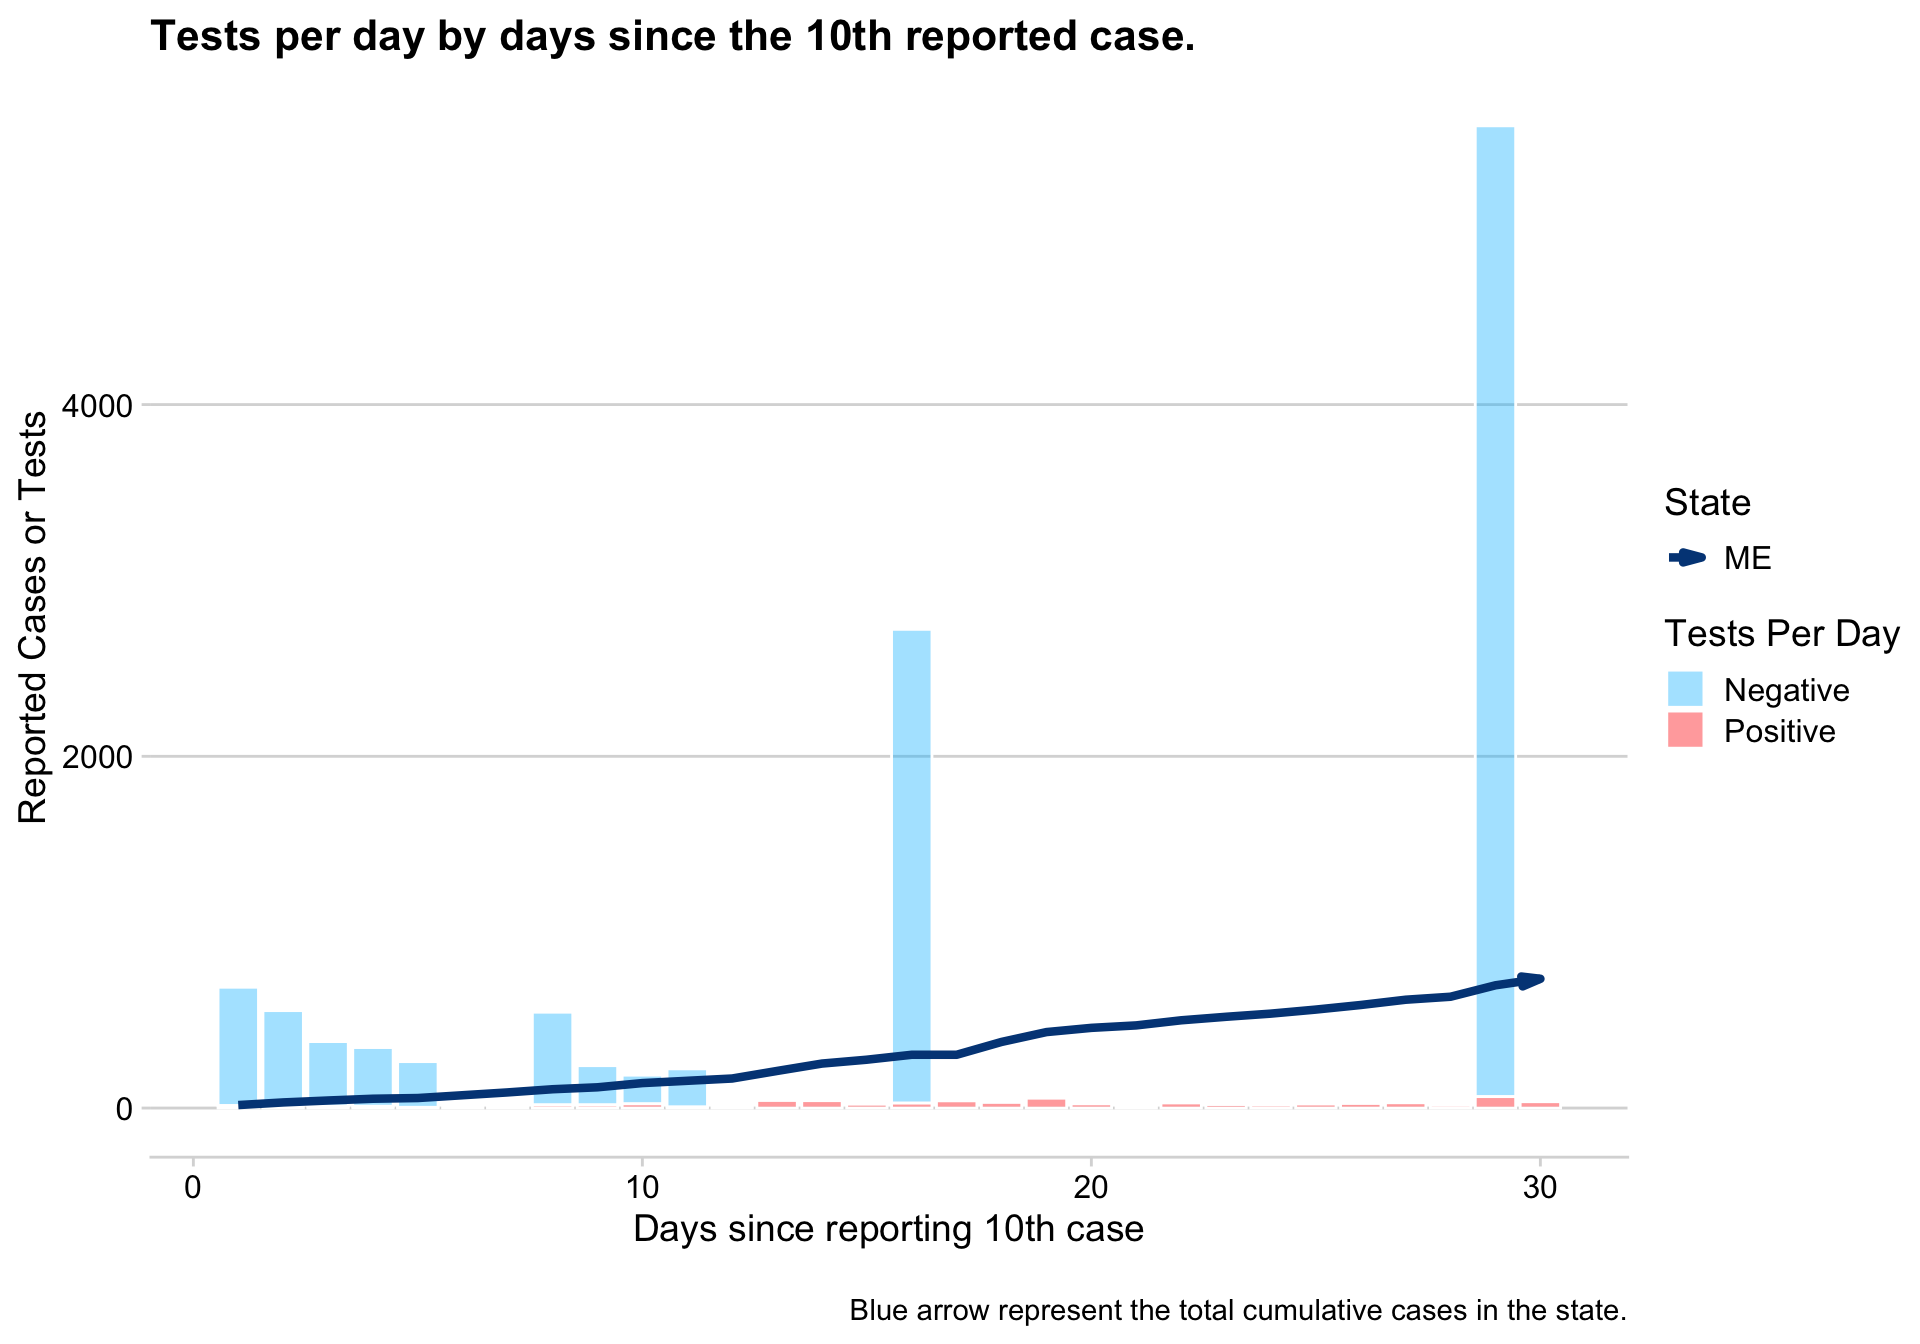 Tests per day by days since the 10th reported case.
Reported Cases or Tests
4000
2000
0
0
10
20
30
Days since reporting 10th case
State
ME
Tests Per Day
Negative
Positive
Blue arrow represent the total cumulative cases in the state.